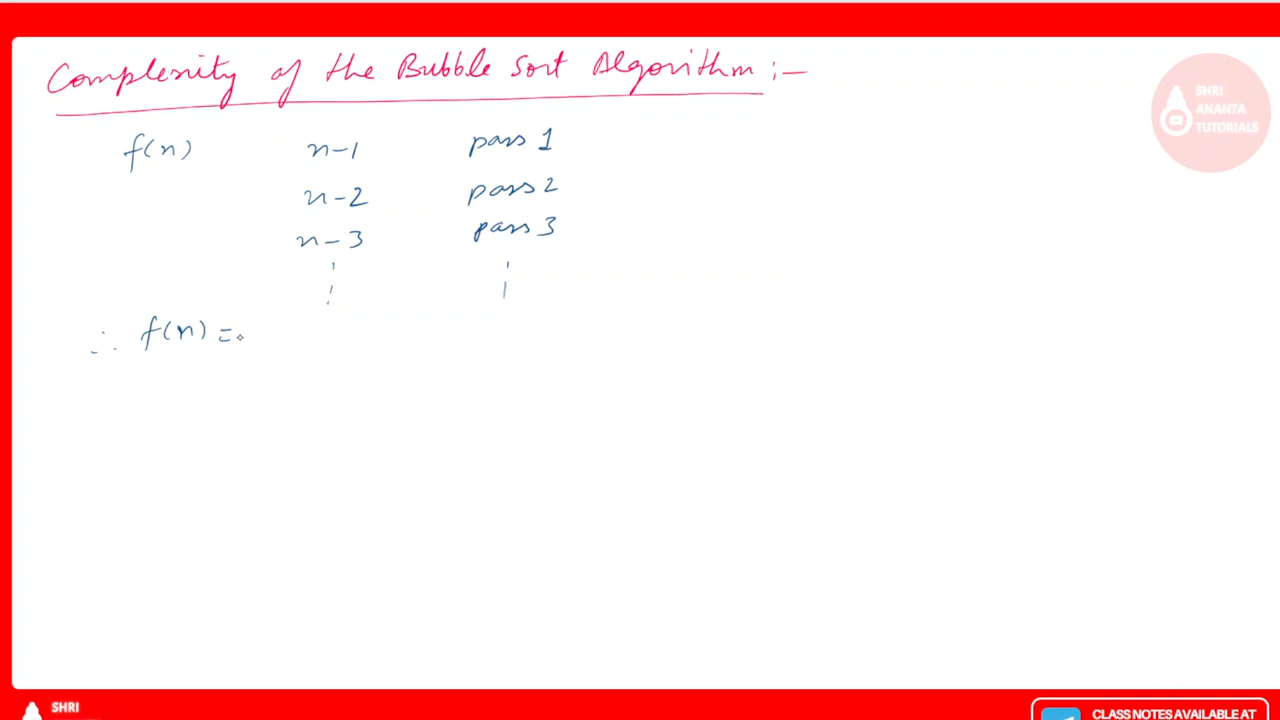 Complexity of the Bubble Sort Algorithm :-
f(n) n-1 pass 1
n-2 pass 2
n-3 pass 3
∴ f(n) =
SHRI
ANANTA
TUTORIALS
SHRI
CLASS NOTES AVAILABLE AT